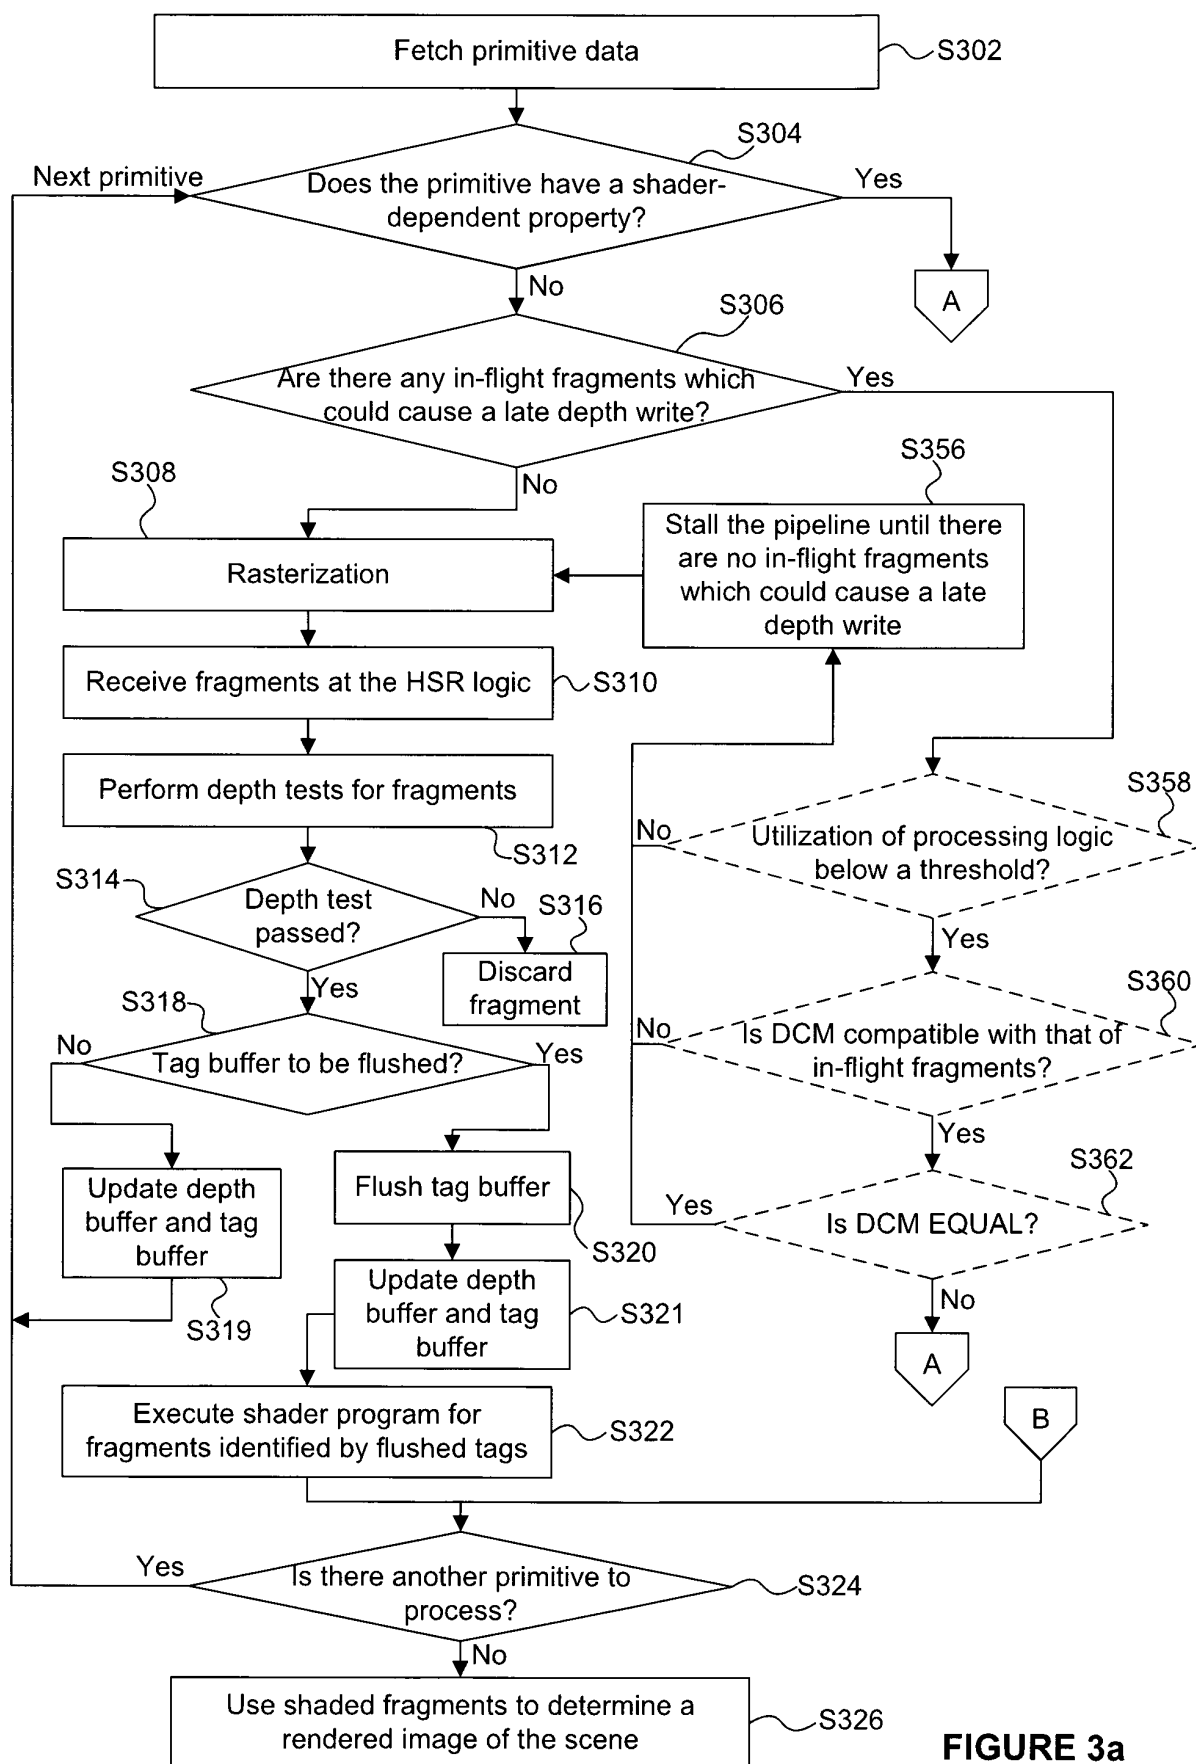 Fetch primitive data
S302
S304
Next primitive
Does the primitive have a shader-
dependent property?
Yes
A
No
S306
Are there any in-flight fragments which
could cause a late depth write?
Yes
No
S308
S356
Rasterization
Stall the pipeline until there
are no in-flight fragments
which could cause a late
depth write
Receive fragments at the HSR logic
S310
Perform depth tests for fragments
S312
S358
No
Utilization of processing logic
below a threshold?
Yes
S314
Depth test
passed?
No
S316
Discard
fragment
Yes
S318
No
Tag buffer to be flushed?
Yes
S360
No
Is DCM compatible with that of
in-flight fragments?
Yes
S362
Yes
Is DCM EQUAL?
No
A
Update depth
buffer and tag
buffer
S319
Flush tag buffer
S320
Update depth
buffer and tag
buffer
S321
Execute shader program for
fragments identified by flushed tags
S322
B
Yes
Is there another primitive to
process?
S324
No
Use shaded fragments to determine a
rendered image of the scene
S326
FIGURE 3a